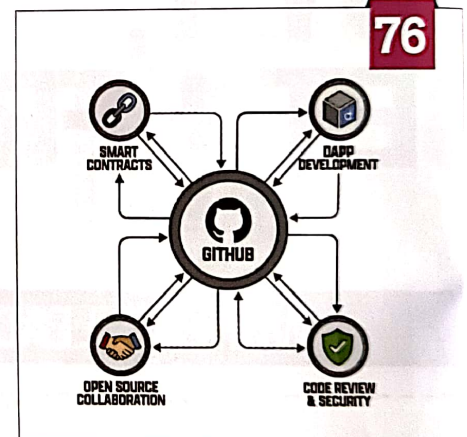 76
SMART
CONTRACTS
DAPP
DEVELOPMENT
GITHUB
OPEN SOURCE
COLLABORATION
CODE REVIEW
& SECURITY